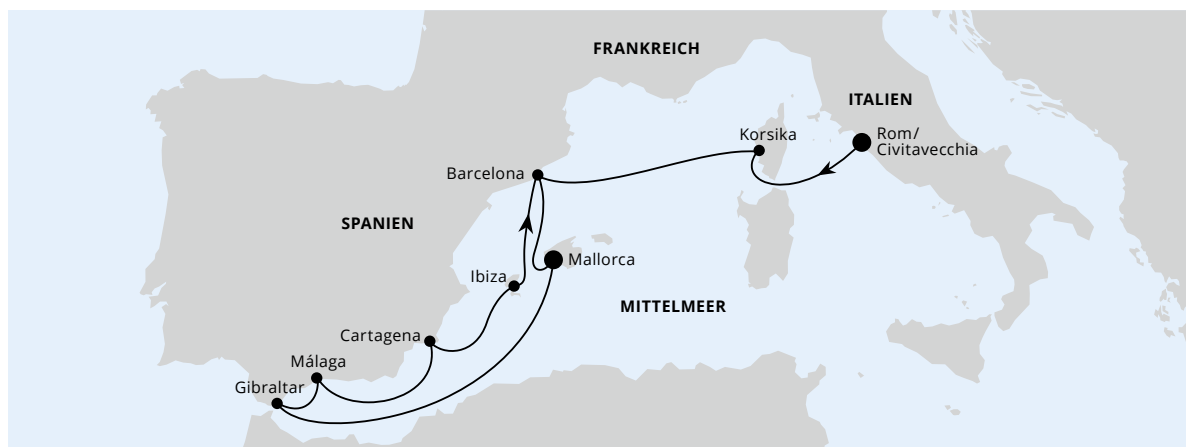 FRANKREICH
ITALIEN
Korsika
Rom/
Civitavecchia
Barcelona
SPANIEN
Mallorca
Ibiza
MITTELMEER
Cartagena
Málaga
Gibraltar